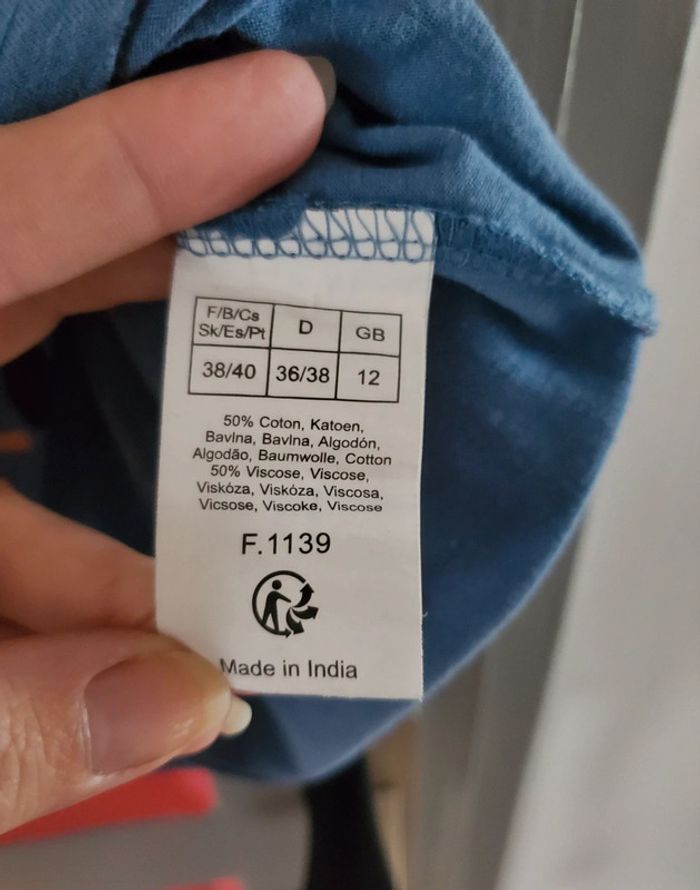 F/B/Cs
Sk/Es/Pt
D
GB
38/40
36/38
12
50% Coton, Katoen,
Bavlna, Bavlna, Algodón,
Algodão, Baumwolle, Cotton
50% Viscose, Viscose,
Viskóza, Viskóza, Viscosa,
Vicsose, Viscoke, Viscose
F.1139
Made in India